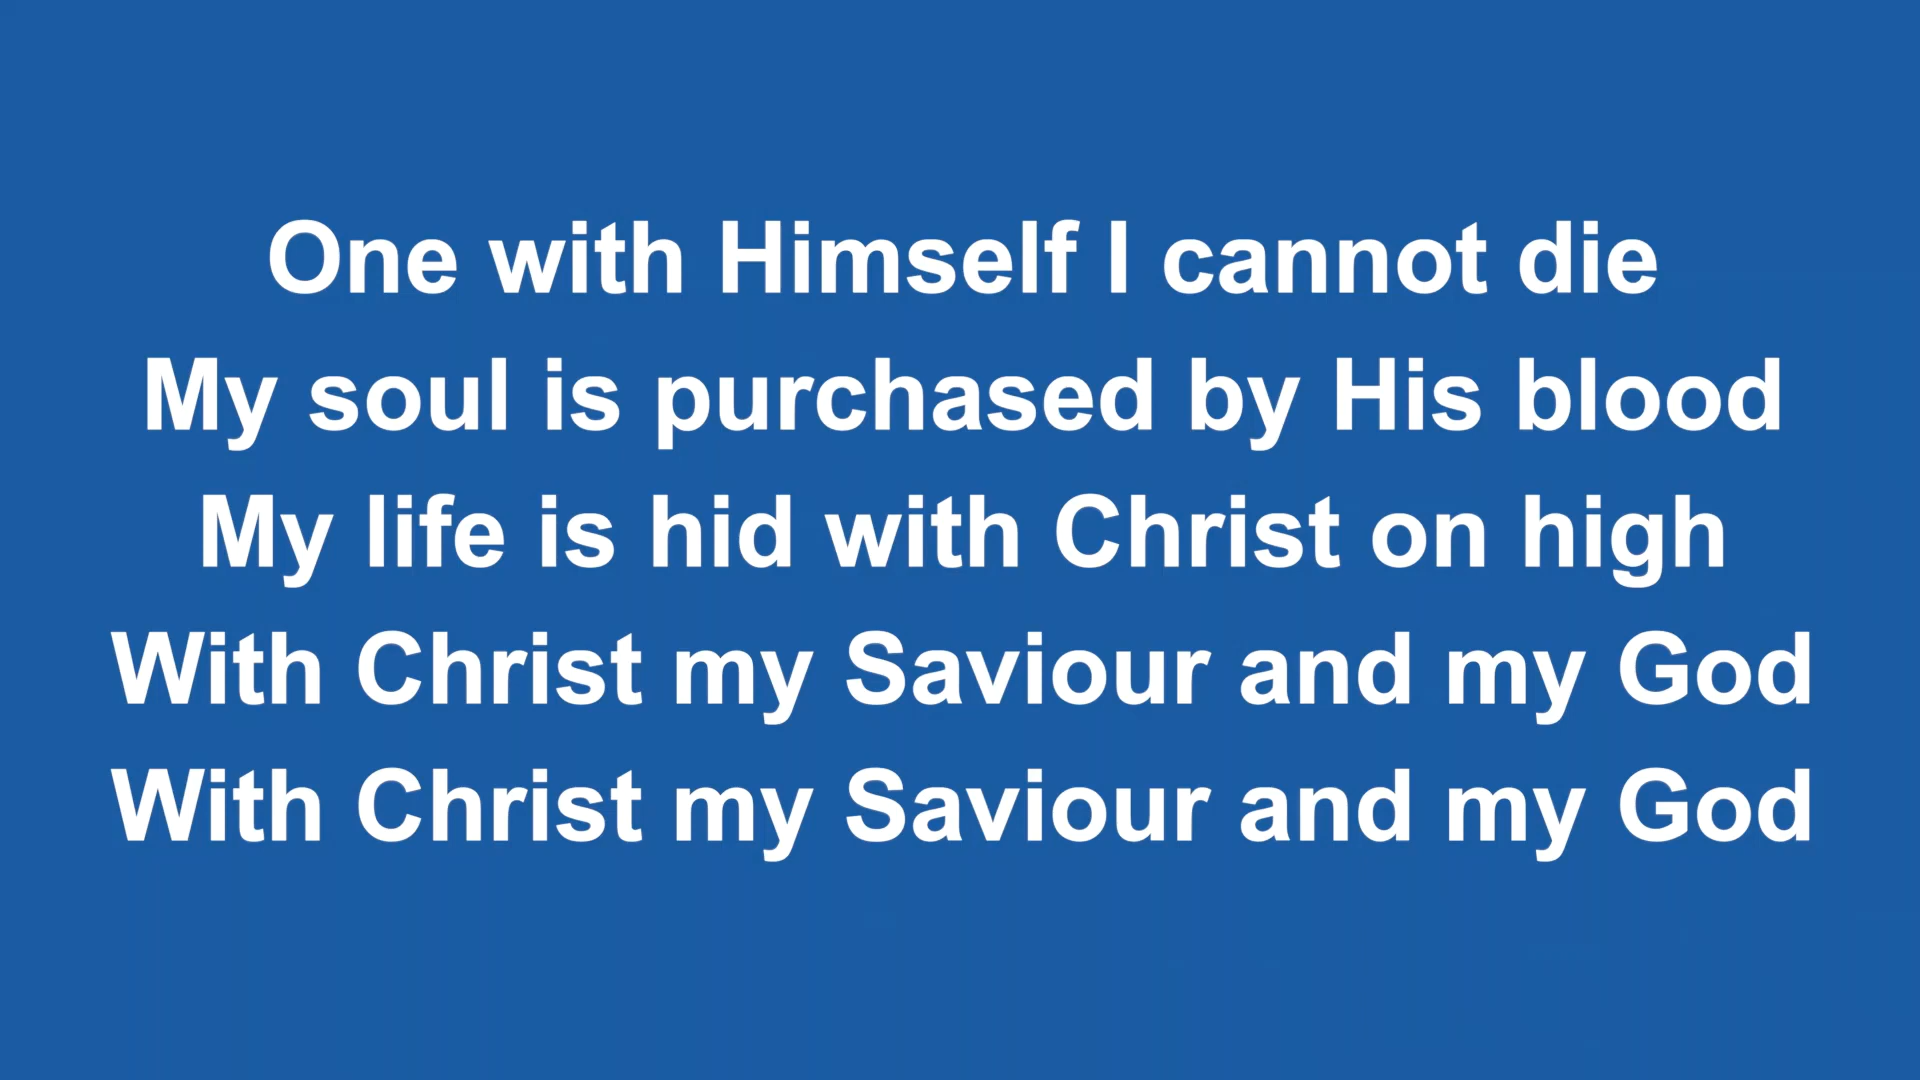 One with Himself I cannot die
My soul is purchased by His blood
My life is hid with Christ on high
With Christ my Saviour and my God
With Christ my Saviour and my God